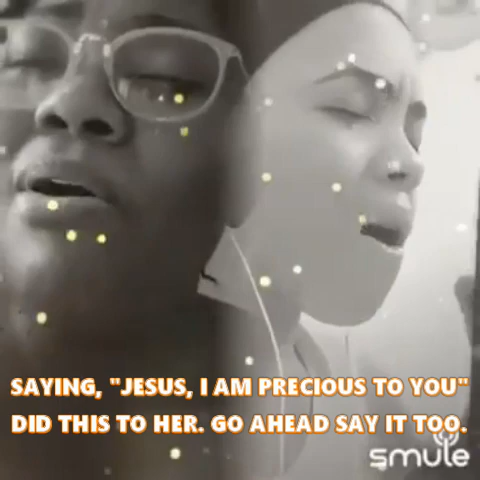 SAYING, "JESUS, I AM PRECIOUS TO YOU"
DID THIS TO HER. GO AHEAD SAY IT TOO.
smule